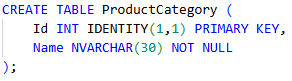 CREATE TABLE ProductCategory (
    Id INT IDENTITY(1,1) PRIMARY KEY,
    Name NVARCHAR(30) NOT NULL
);